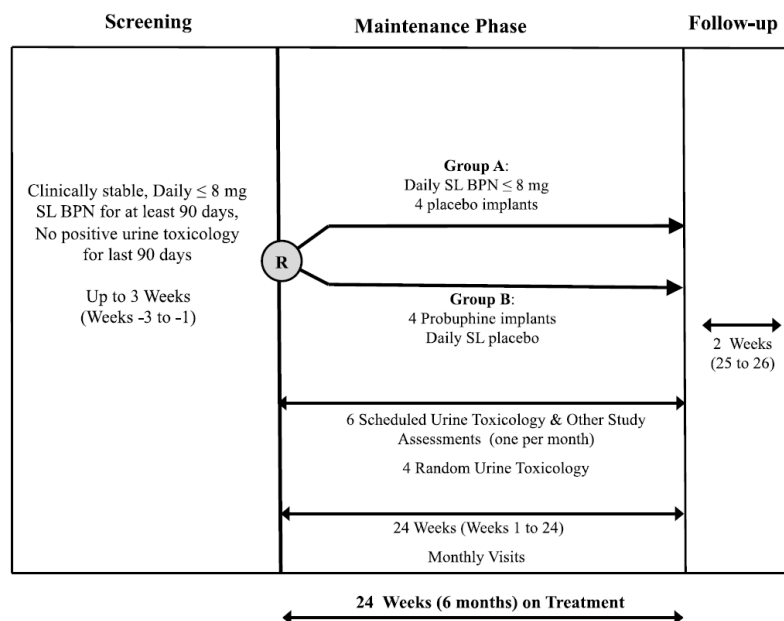 Screening
Maintenance Phase
Follow-up
Clinically stable, Daily ≤ 8 mg
SL BPN for at least 90 days,
No positive urine toxicology
for last 90 days
Up to 3 Weeks
(Weeks -3 to -1)
R
Group A:
Daily SL BPN ≤ 8 mg
4 placebo implants
Group B:
4 Probuphine implants
Daily SL placebo
6 Scheduled Urine Toxicology & Other Study
Assessments (one per month)
4 Random Urine Toxicology
24 Weeks (Weeks 1 to 24)
Monthly Visits
2 Weeks
(25 to 26)
24 Weeks (6 months) on Treatment